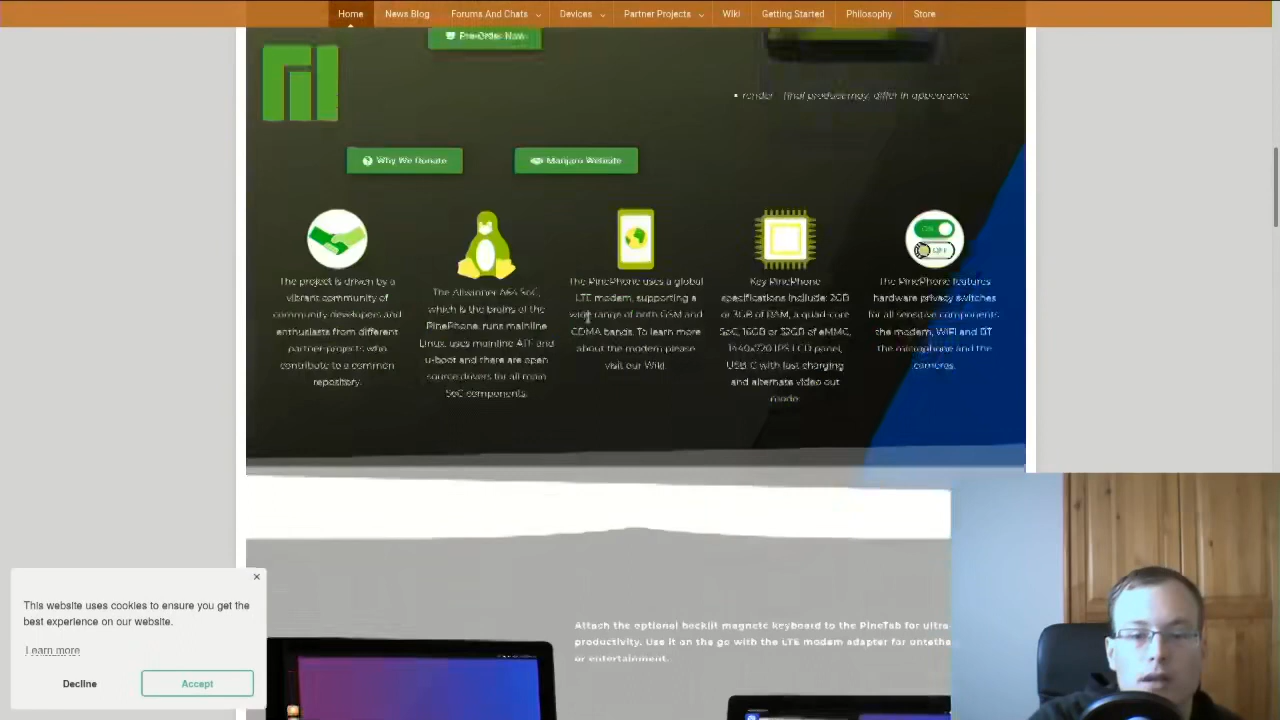 Home News Blog Forums And Chats Devices Partner Projects Wiki Getting Started Philosophy Store
Pre-Order Now
render - final product may differ in appearance
Why We Donate Manjaro Website
The project is driven by a
vibrant community of
community developers and
enthusiasts from different
partner-projects who
contribute to a common
repository.
The Allwinner A64 SoC,
which is the brains of the
PinePhone, runs mainline
Linux, uses mainline ATF and
u-boot and there are open
source drivers for all main
SoC components.
The PinePhone uses a global
LTE modem, supporting a
wide range of both GSM and
CDMA bands. To learn more
about the modem please
visit our Wiki.
Key PinePhone
specifications include: 2GB
or 3GB of RAM, a quad-core
SoC, 16GB or 32GB of eMMC,
1440x720 IPS LCD panel,
USB-C with fast charging
and alternate video out
mode.
ON
OFF
The PinePhone features
hardware privacy switches
for all sensitive components
the modem, WiFi and BT
the microphone and the
cameras.
Attach the optional backlit magnetic keyboard to the PineTab for ultra
productivity. Use it on the go with the LTE modem adapter for
or entertainment.
This website uses cookies to ensure you get the
best experience on our website.
Learn more
Decline Accept